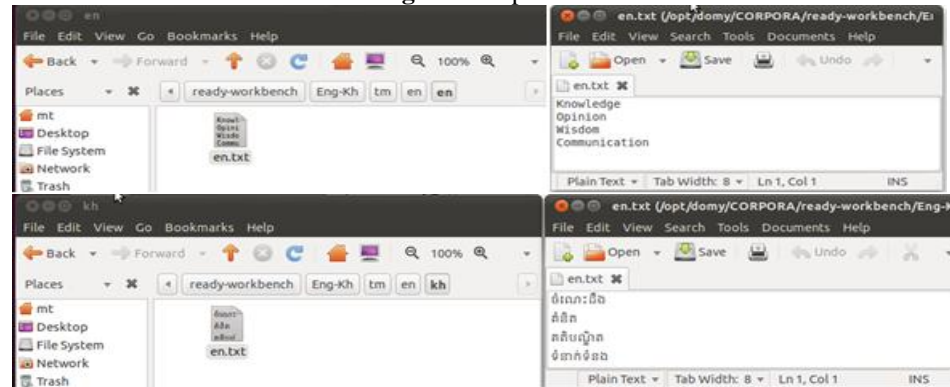 en
File Edit View Go Bookmarks Help
Back Forward 100%
Places ready-workbench Eng-Kh tm en en
mt
Desktop
File System
Network
Trash
en.txt
en.txt (/opt/domy/CORPORA/ready-workbench/En
File Edit View Search Tools Documents Help
Open Save Undo
en.txt
Knowledge
Opinion
Wisdom
Communication
Plain Text Tab Width: 8 Ln 1, Col 1 INS
kh
File Edit View Go Bookmarks Help
Back Forward 100%
Places ready-workbench Eng-Kh tm en kh
mt
Desktop
File System
Network
Trash
en.txt
en.txt (/opt/domy/CORPORA/ready-workbench/Eng-K
File Edit View Search Tools Documents Help
Open Save Undo
en.txt
ចំណេះដឹង
គំនិត
គតិបណ្ឌិត
ទំនាក់ទំនង
Plain Text Tab Width: 8 Ln 1, Col 1 INS